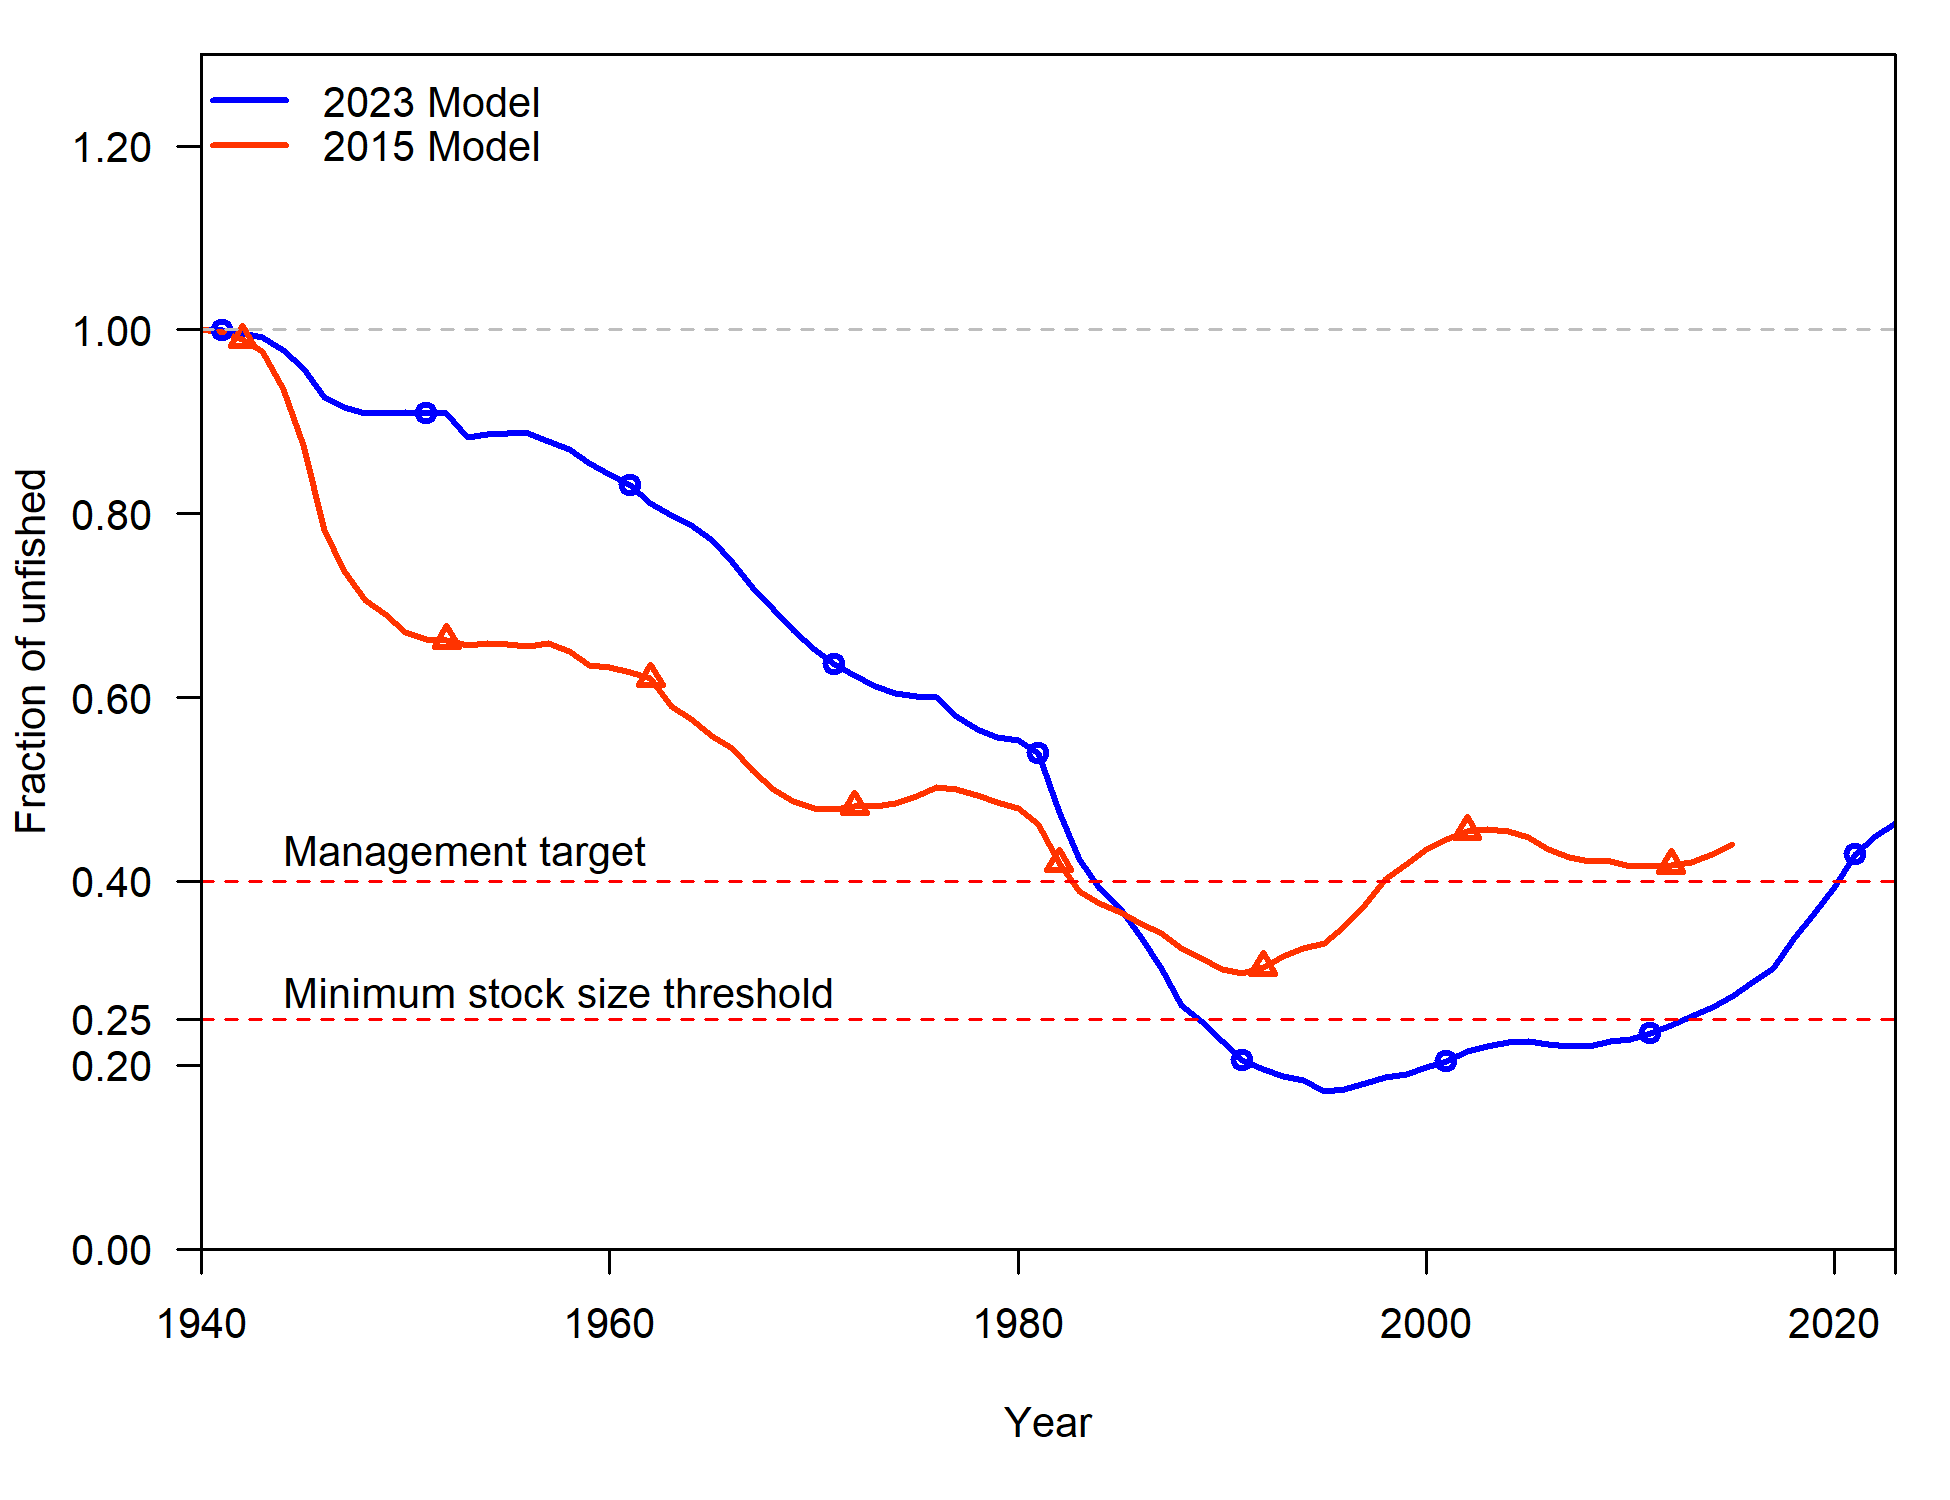 2023 Model
2015 Model
1.20
1.00
0.80
0.60
0.40
0.25
0.20
0.00
Fraction of unfished
Management target
Minimum stock size threshold
1940
1960
1980
2000
2020
Year